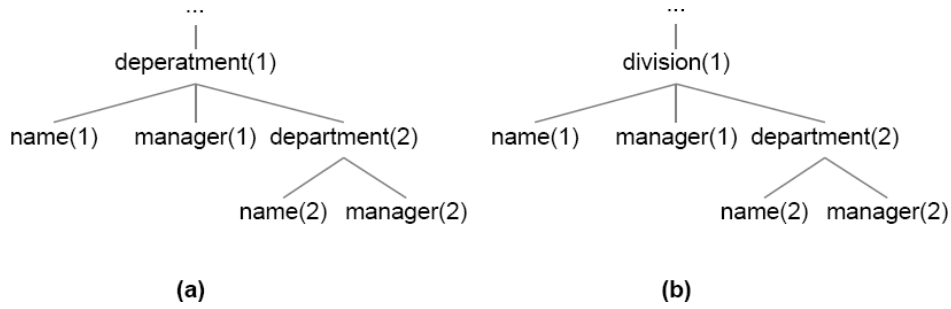 ... ...
deperatment(1) division(1)
name(1) manager(1) department(2) name(1) manager(1) department(2)
name(2) manager(2) name(2) manager(2)
(a) (b)